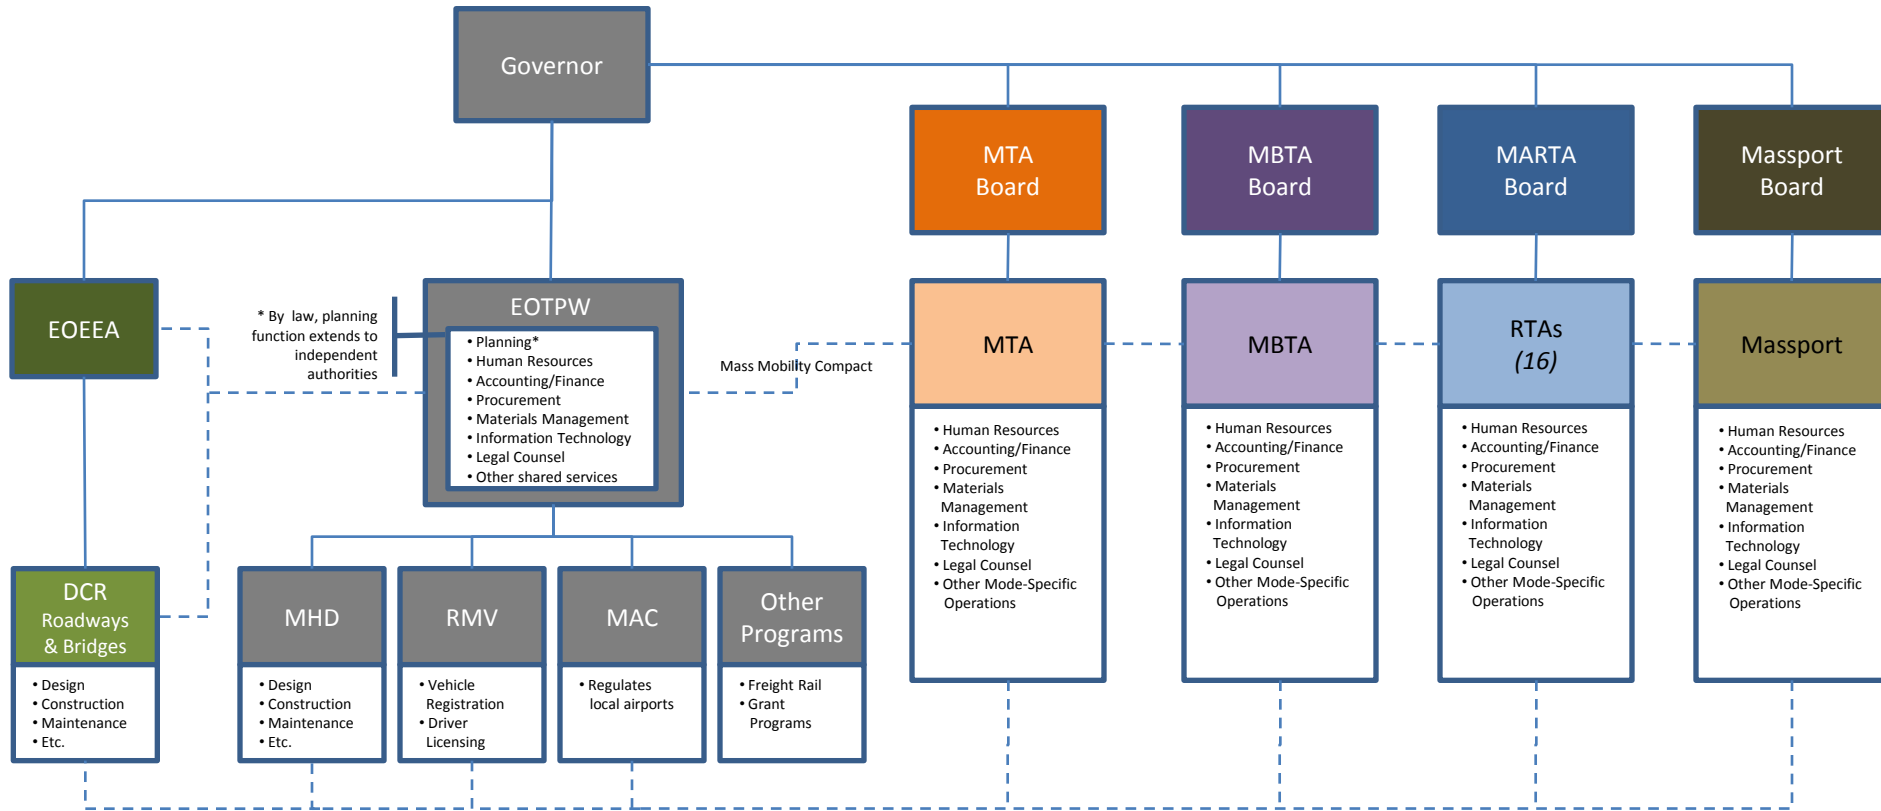 Governor
MTA
Board
MBTA
Board
MARTA
Board
Massport
Board
EOEEA
* By law, planning
function extends to
independent
authorities
EOTPW
• Planning*
• Human Resources
• Accounting/Finance
• Procurement
• Materials Management
• Information Technology
• Legal Counsel
• Other shared services
Mass Mobility Compact
MTA
MBTA
RTAs
(16)
Massport
• Human Resources
• Accounting/Finance
• Procurement
• Materials
Management
• Information
Technology
• Legal Counsel
• Other Mode-Specific
Operations
• Human Resources
• Accounting/Finance
• Procurement
• Materials
Management
• Information
Technology
• Legal Counsel
• Other Mode-Specific
Operations
• Human Resources
• Accounting/Finance
• Procurement
• Materials
Management
• Information
Technology
• Legal Counsel
• Other Mode-Specific
Operations
• Human Resources
• Accounting/Finance
• Procurement
• Materials
Management
• Information
Technology
• Legal Counsel
• Other Mode-Specific
Operations
DCR
Roadways
& Bridges
• Design
• Construction
• Maintenance
• Etc.
MHD
• Design
• Construction
• Maintenance
• Etc.
RMV
• Vehicle
Registration
• Driver
Licensing
MAC
• Regulates
local airports
Other
Programs
• Freight Rail
• Grant
Programs